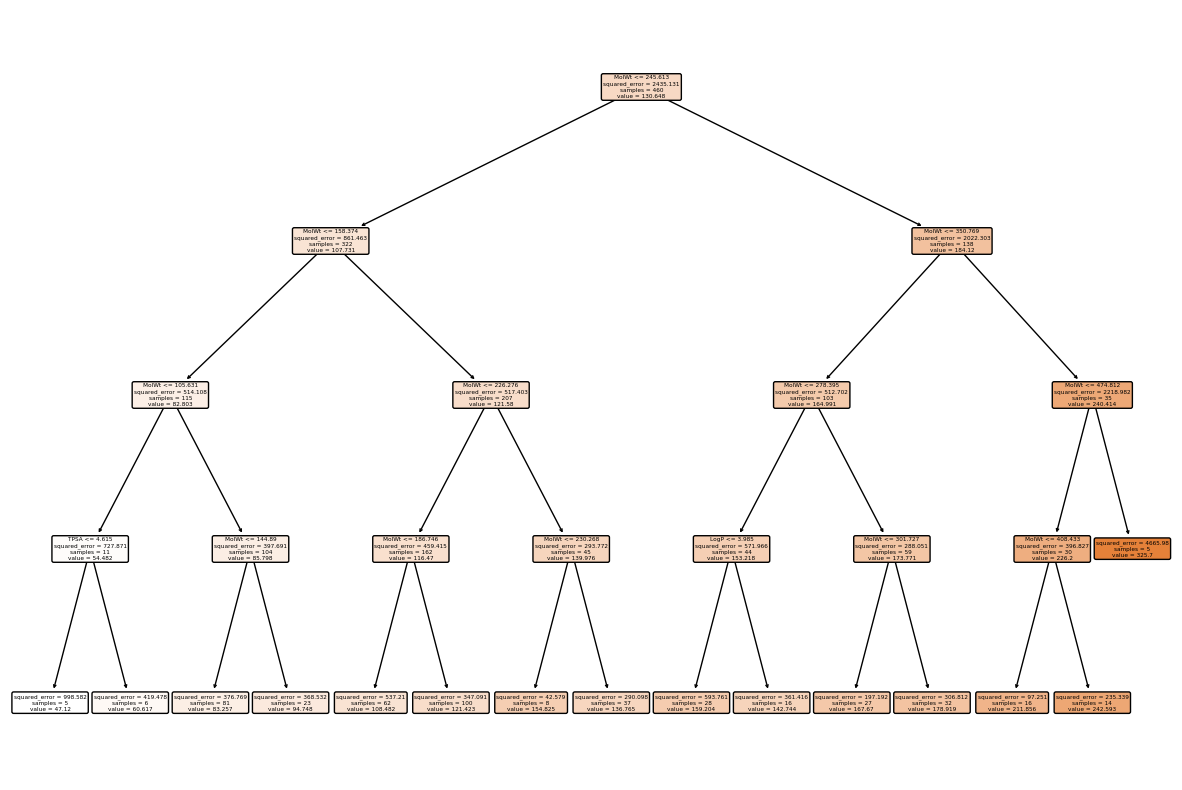 MolWt <= 245.613
squared_error = 2435.131
samples = 460
value = 130.648
MolWt <= 158.374
squared_error = 861.463
samples = 322
value = 107.731
MolWt <= 350.769
squared_error = 2022.303
samples = 138
value = 184.12
MolWt <= 105.631
squared_error = 514.108
samples = 115
value = 82.803
MolWt <= 226.276
squared_error = 517.403
samples = 207
value = 121.58
MolWt <= 278.395
squared_error = 512.702
samples = 103
value = 164.991
MolWt <= 474.812
squared_error = 2218.982
samples = 35
value = 240.414
TPSA <= 4.615
squared_error = 727.871
samples = 11
value = 54.482
MolWt <= 144.89
squared_error = 397.691
samples = 104
value = 85.798
MolWt <= 186.746
squared_error = 459.415
samples = 162
value = 116.47
MolWt <= 230.268
squared_error = 293.772
samples = 45
value = 139.976
LogP <= 3.985
squared_error = 571.966
samples = 44
value = 153.218
MolWt <= 301.727
squared_error = 288.051
samples = 59
value = 173.771
MolWt <= 408.433
squared_error = 396.827
samples = 30
value = 226.2
squared_error = 4665.98
samples = 5
value = 325.7
squared_error = 998.582
samples = 5
value = 47.12
squared_error = 419.478
samples = 6
value = 60.617
squared_error = 376.769
samples = 81
value = 83.257
squared_error = 368.532
samples = 23
value = 94.748
squared_error = 537.21
samples = 62
value = 108.482
squared_error = 347.091
samples = 100
value = 121.423
squared_error = 42.579
samples = 8
value = 154.825
squared_error = 290.098
samples = 37
value = 136.765
squared_error = 593.761
samples = 28
value = 159.204
squared_error = 361.416
samples = 16
value = 142.744
squared_error = 197.192
samples = 27
value = 167.67
squared_error = 306.812
samples = 32
value = 178.919
squared_error = 97.251
samples = 16
value = 211.856
squared_error = 235.339
samples = 14
value = 242.593